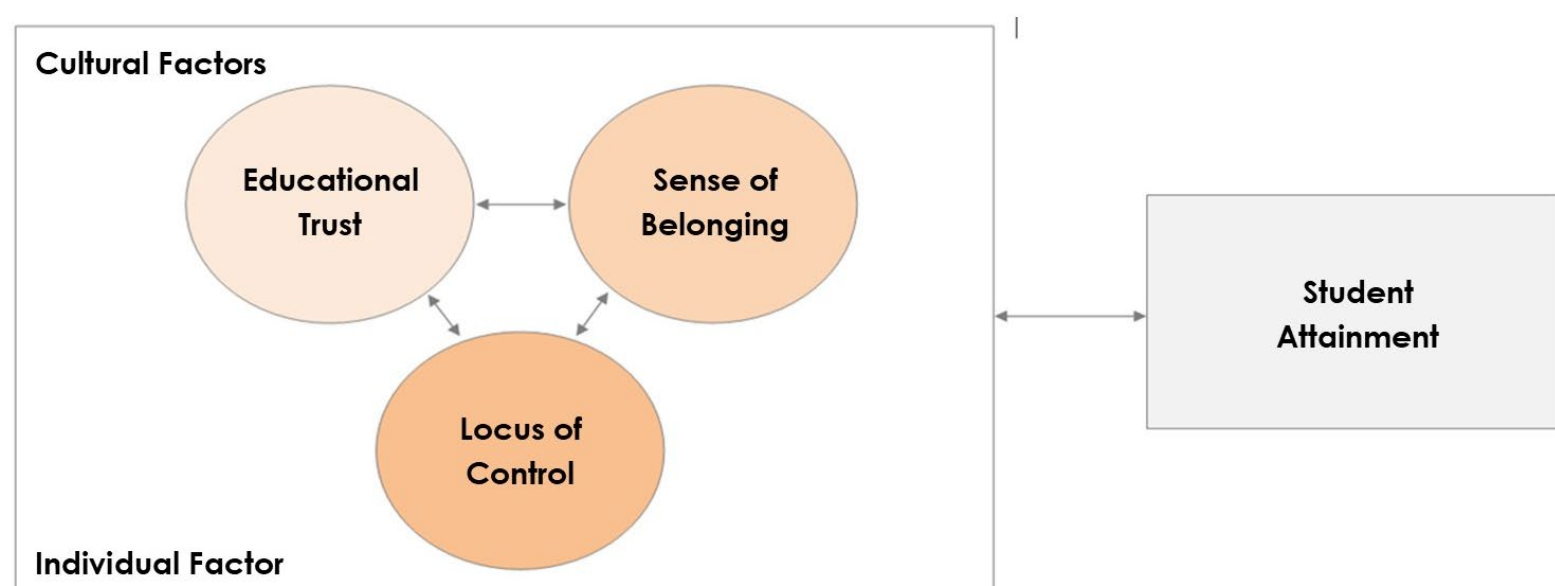 Cultural Factors
Educational
Trust
Sense of
Belonging
Locus of
Control
Individual Factor
Student
Attainment